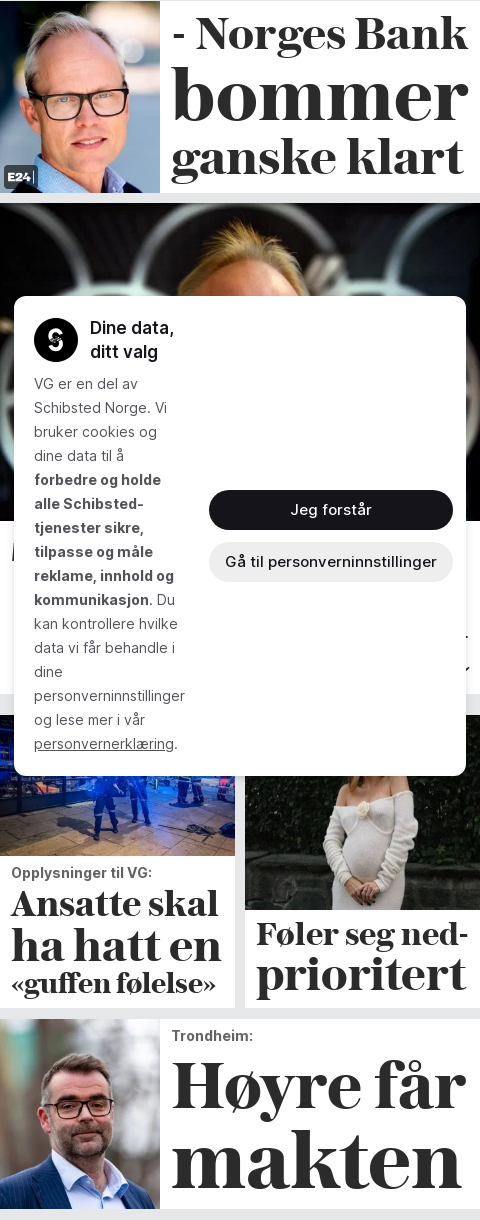 - Norges Bank
bommer
ganske klart
E24
Dine data,
ditt valg
VG er en del av
Schibsted Norge. Vi
bruker cookies og
dine data til å
forbedre og holde
alle Schibsted-
tjenester sikre,
tilpasse og måle
reklame, innhold og
kommunikasjon. Du
kan kontrollere hvilke
data vi får behandle i
dine
personverninnstillinger
og lese mer i vår
personvernerklæring.
Jeg forstår
Gå til personverninnstillinger
Opplysninger til VG:
Ansatte skal
ha hatt en
«guffen følelse»
Føler seg ned-
prioritert
Trondheim:
Høyre får
makten